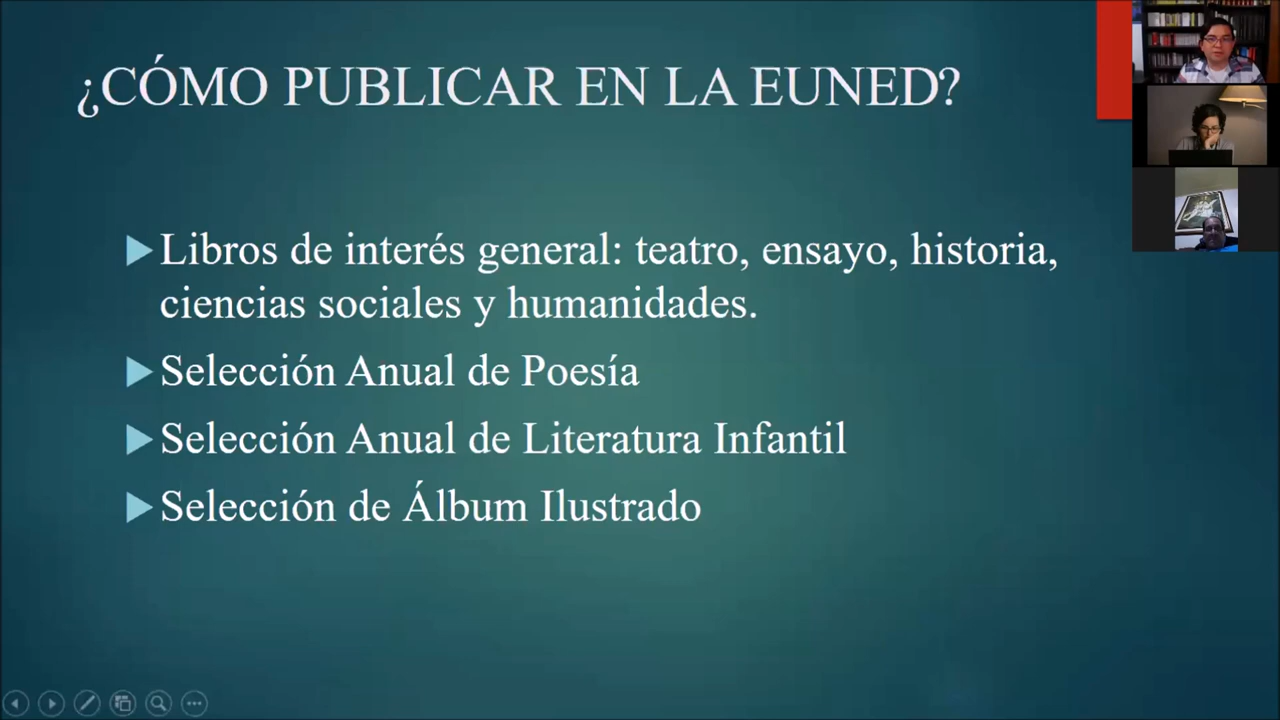 ¿CÓMO PUBLICAR EN LA EUNED?
Libros de interés general: teatro, ensayo, historia,
ciencias sociales y humanidades.
Selección Anual de Poesía
Selección Anual de Literatura Infantil
Selección de Álbum Ilustrado